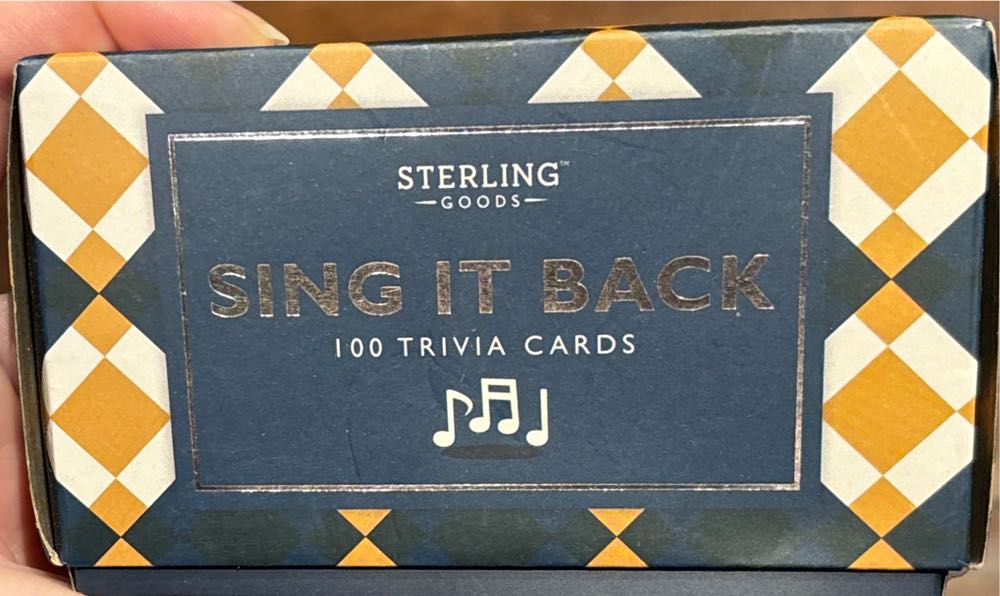 STERLING™
GOODS
SING IT BACK
100 TRIVIA CARDS